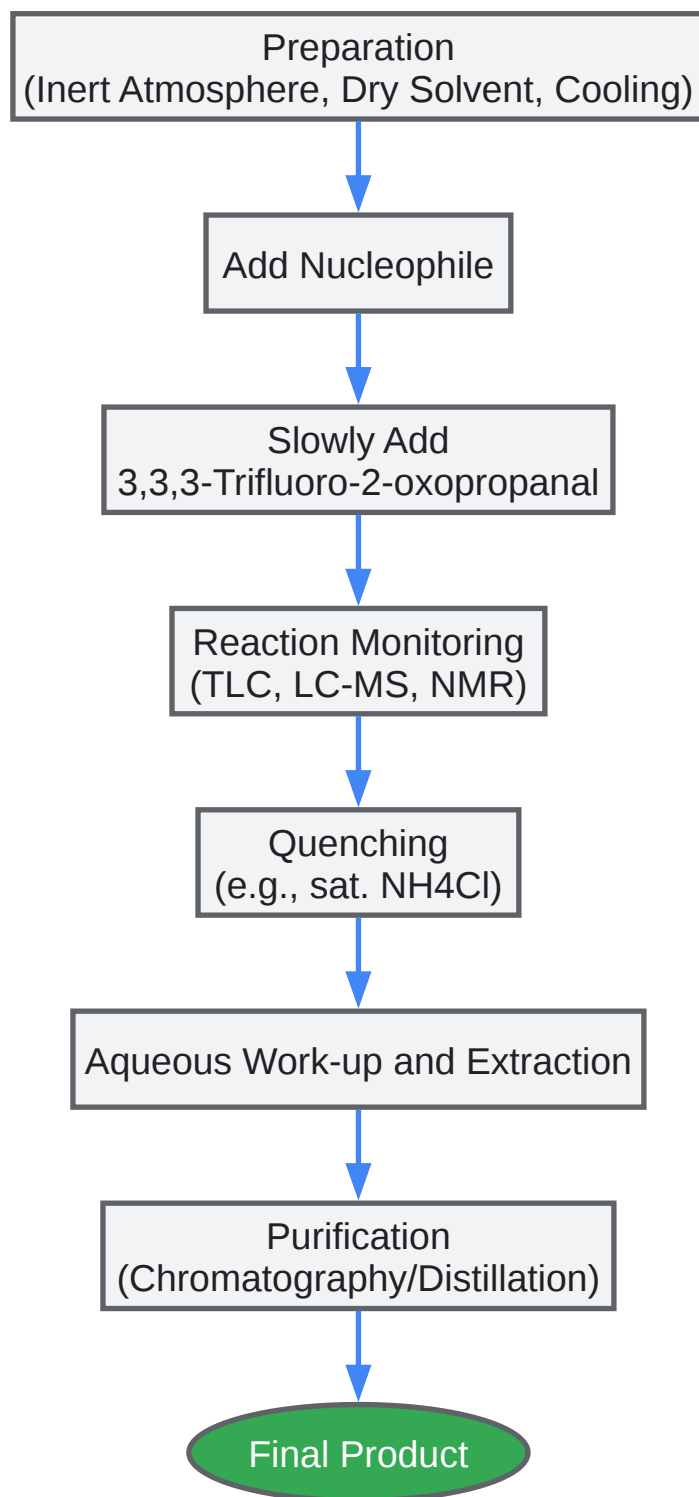 Preparation
(Inert Atmosphere, Dry Solvent, Cooling)
Add Nucleophile
Slowly Add
3,3,3-Trifluoro-2-oxopropanal
Reaction Monitoring
(TLC, LC-MS, NMR)
Quenching
(e.g., sat. NH4Cl)
Aqueous Work-up and Extraction
Purification
(Chromatography/Distillation)
Final Product